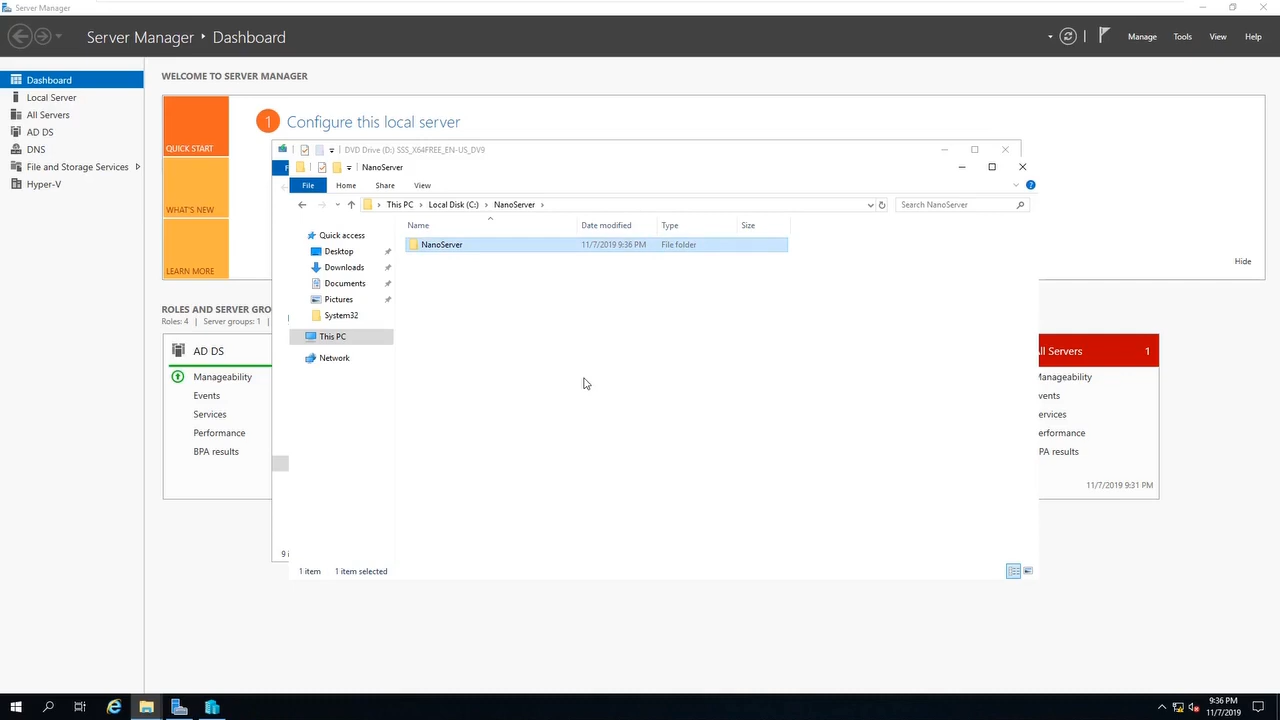 Server Manager
Server Manager ‣ Dashboard
Manage Tools View Help
Dashboard
Local Server
All Servers
AD DS
DNS
File and Storage Services
Hyper-V
WELCOME TO SERVER MANAGER
QUICK START
WHAT'S NEW
LEARN MORE
1 Configure this local server
Hide
DVD Drive (D:) SSS_X64FREE_EN-US_DV9
NanoServer
File Home Share View
This PC › Local Disk (C:) › NanoServer ›
Search NanoServer
Name Date modified Type Size
NanoServer 11/7/2019 9:36 PM File folder
Quick access
Desktop
Downloads
Documents
Pictures
System32
This PC
Network
1 item 1 item selected
9 i
ROLES AND SERVER GRO
Roles: 4 | Server groups: 1 |
AD DS
Manageability
Events
Services
Performance
BPA results
ll Servers 1
Manageability
vents
ervices
erformance
PA results
11/7/2019 9:31 PM
9:36 PM
11/7/2019